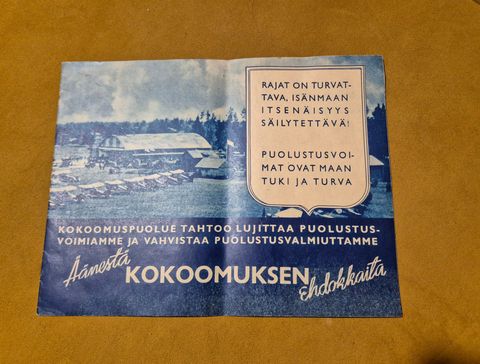 RAJAT ON TURVAT-
TAVA, ISÄNMAAN
ITSENÄISYYS
SÄILYTETTÄVÄ!
PUOLUSTUSVOI-
MAT OVAT MAAN
TUKI JA TURVA
KOKOOMUSPUOLUE TAHTOO LUJITTAA PUOLUSTUS-
VOIMIAMME JA VAHVISTAA PUOLUSTUSVALMIUTTAMME
Äänestä KOKOOMUKSEN ehdokkaita